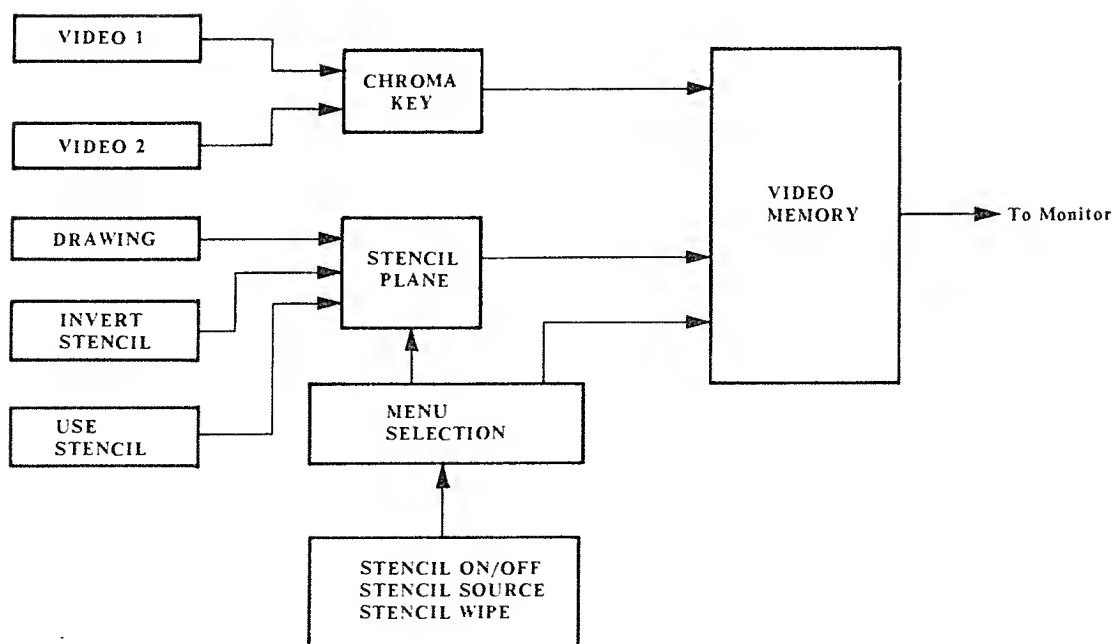 VIDEO 1
VIDEO 2
CHROMA
KEY
DRAWING
INVERT
STENCIL
USE
STENCIL
STENCIL
PLANE
MENU
SELECTION
STENCIL ON/OFF
STENCIL SOURCE
STENCIL WIPE
VIDEO
MEMORY
To Monitor